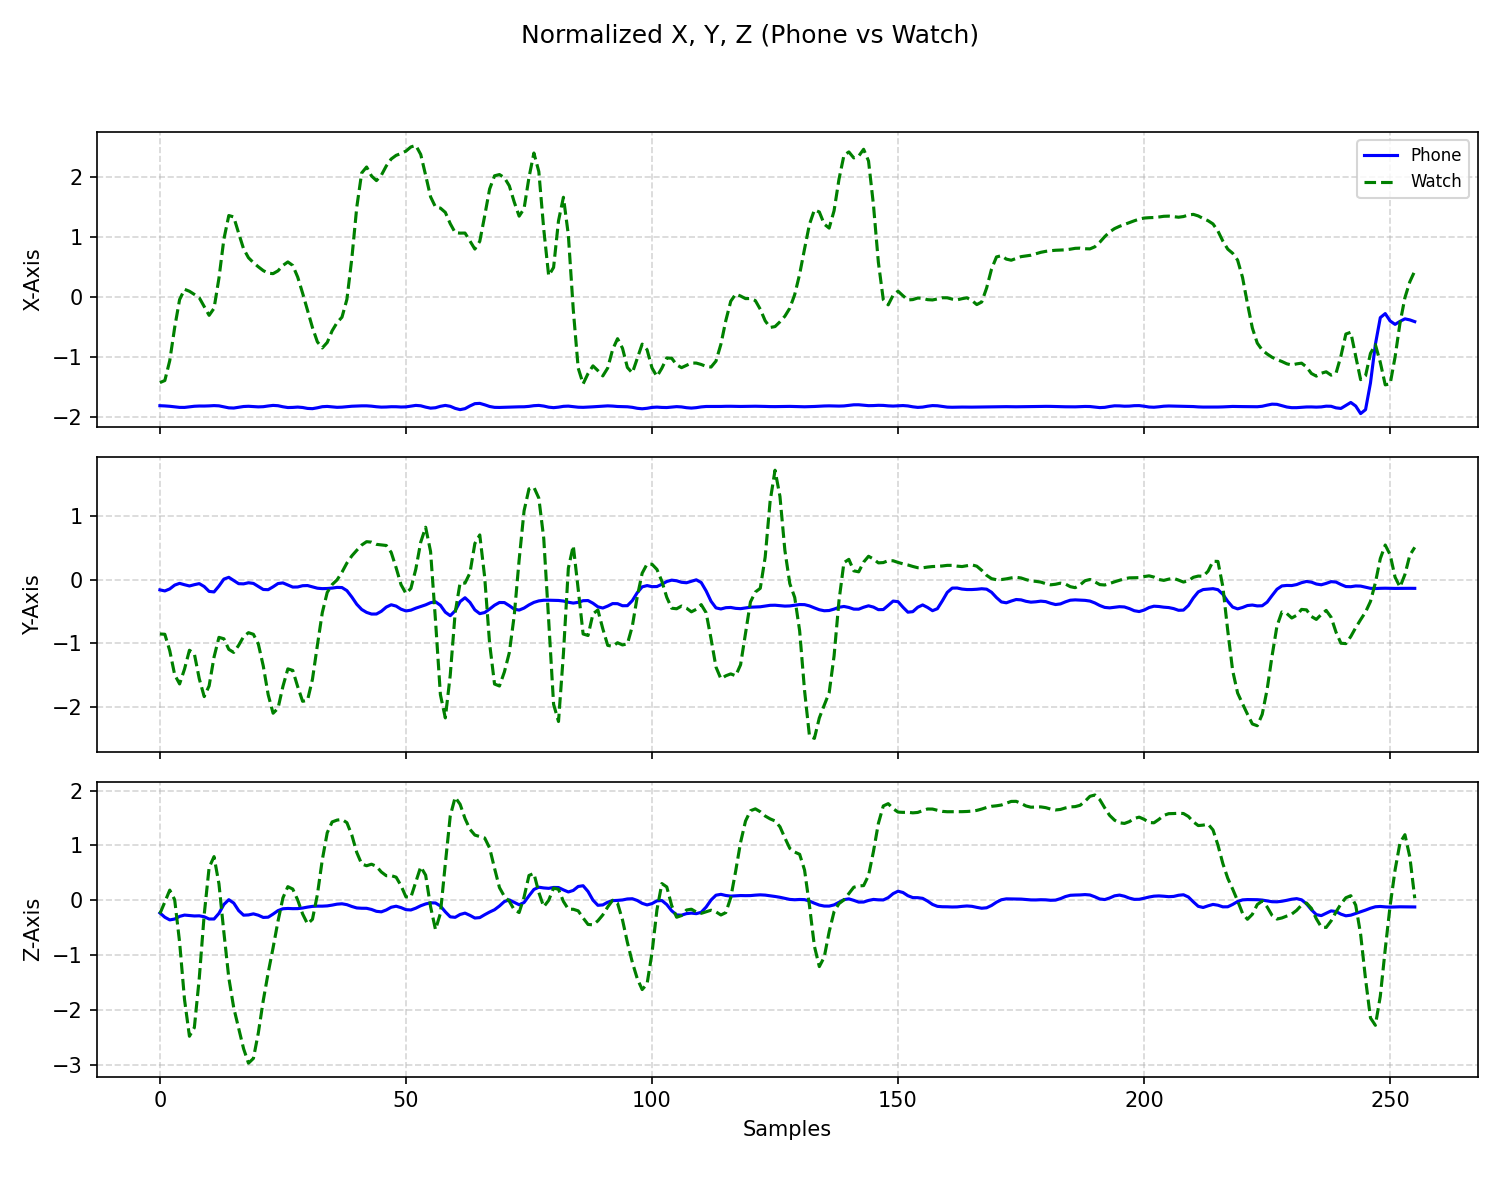 Normalized X, Y, Z (Phone vs Watch)
Phone
Watch
X-Axis
2
1
0
−1
−2
Y-Axis
1
0
−1
−2
Z-Axis
2
1
0
−1
−2
−3
0 50 100 150 200 250
Samples